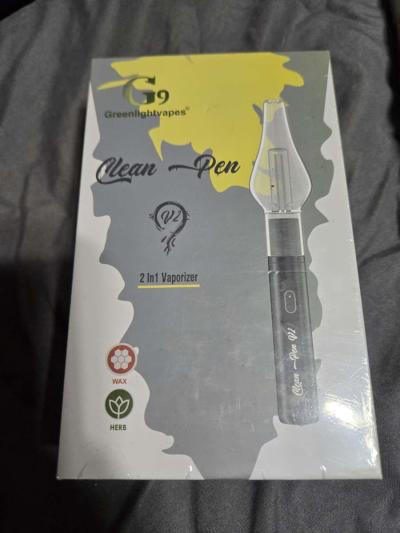 G9
Greenlightvapes®
Clean Pen
V2
2 In1 Vaporizer
Clean Pen V2
WAX
HERB